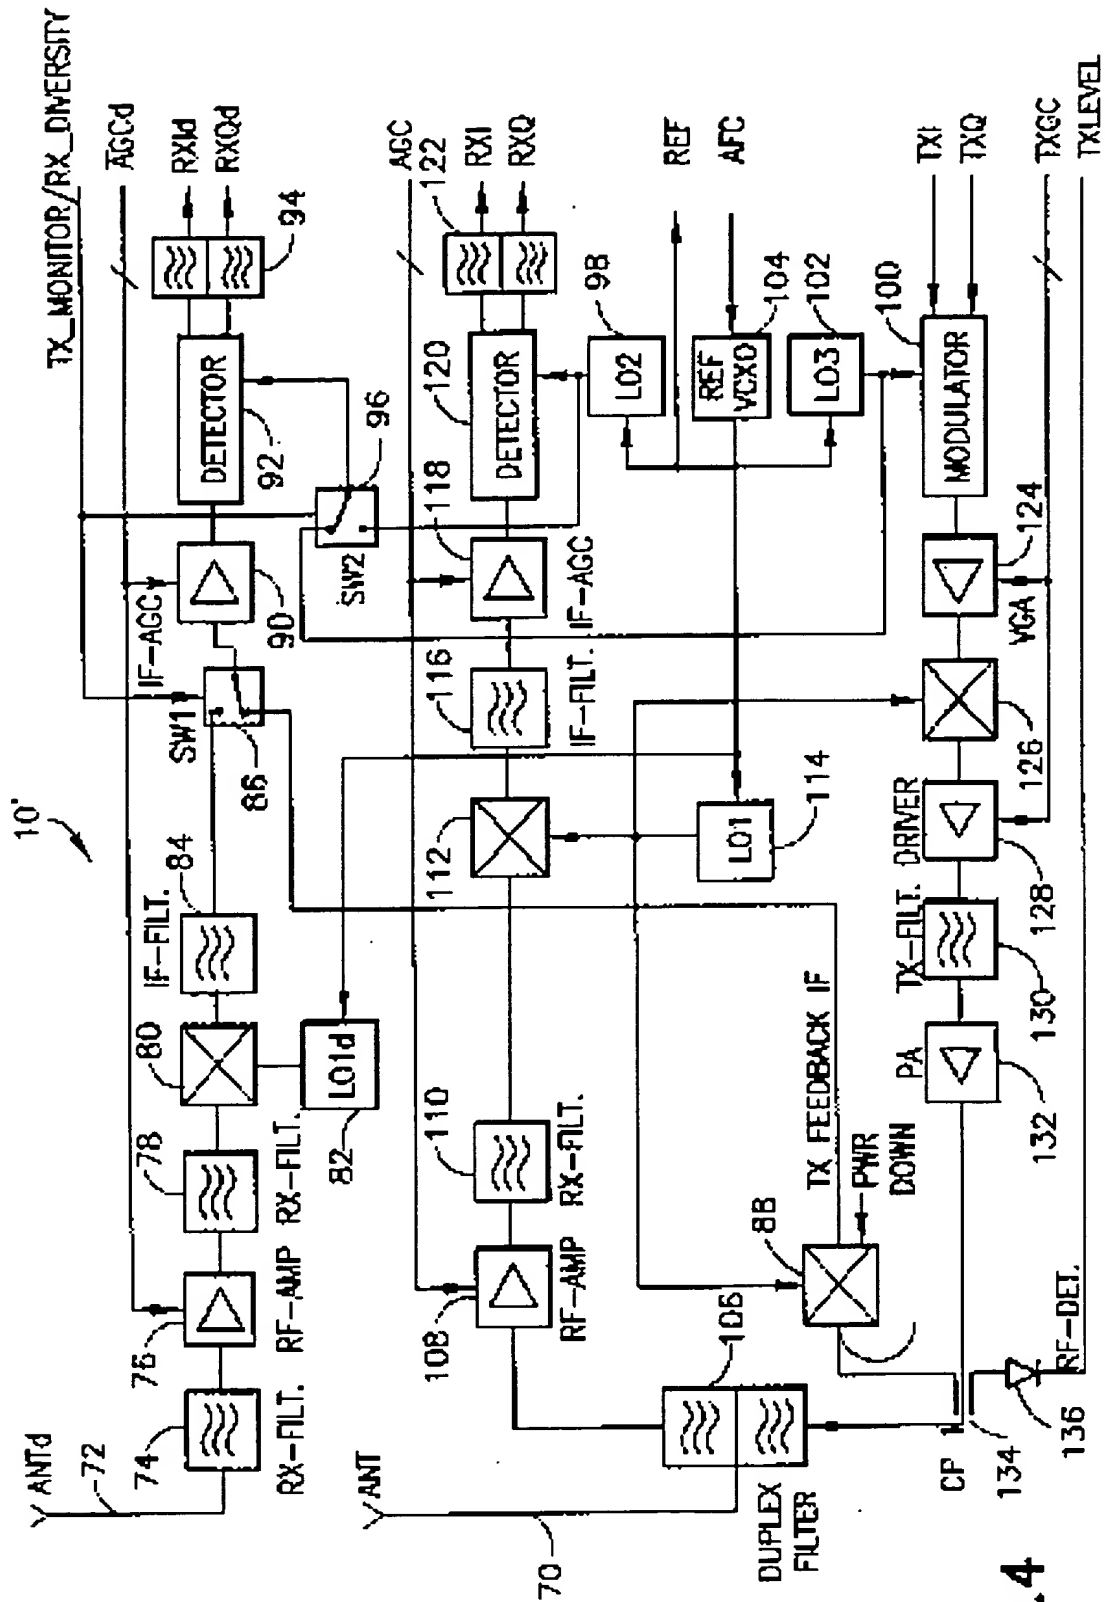 10'
TX_MONITOR/RX_DIVERSITY
AGCd
RXId
RXQd
94
DETECTOR
92
96
SW2
IF-AGC
90
SW1
86
IF-FILT.
84
80
LO1d
82
78
RX-FILT.
RF-AMP
76
RX-FILT.
74
ANTd
72
AGC
122
RXI
RXQ
DETECTOR
120
118
IF-AGC
116
IF-FILT.
112
110
RX-FILT.
108
RF-AMP
ANT
70
106
DUPLEX
FILTER
98
LO2
REF
AFC
REF
VCXO
104
LO3
102
LO1
114
TX FEEDBACK IF
88
PWR
DOWN
TXI
TXQ
100
MODULATOR
124
VGA
126
DRIVER
128
TX-FILT.
130
PA
132
TXGC
TXLEVEL
CP
134
136
RF-DET.
4